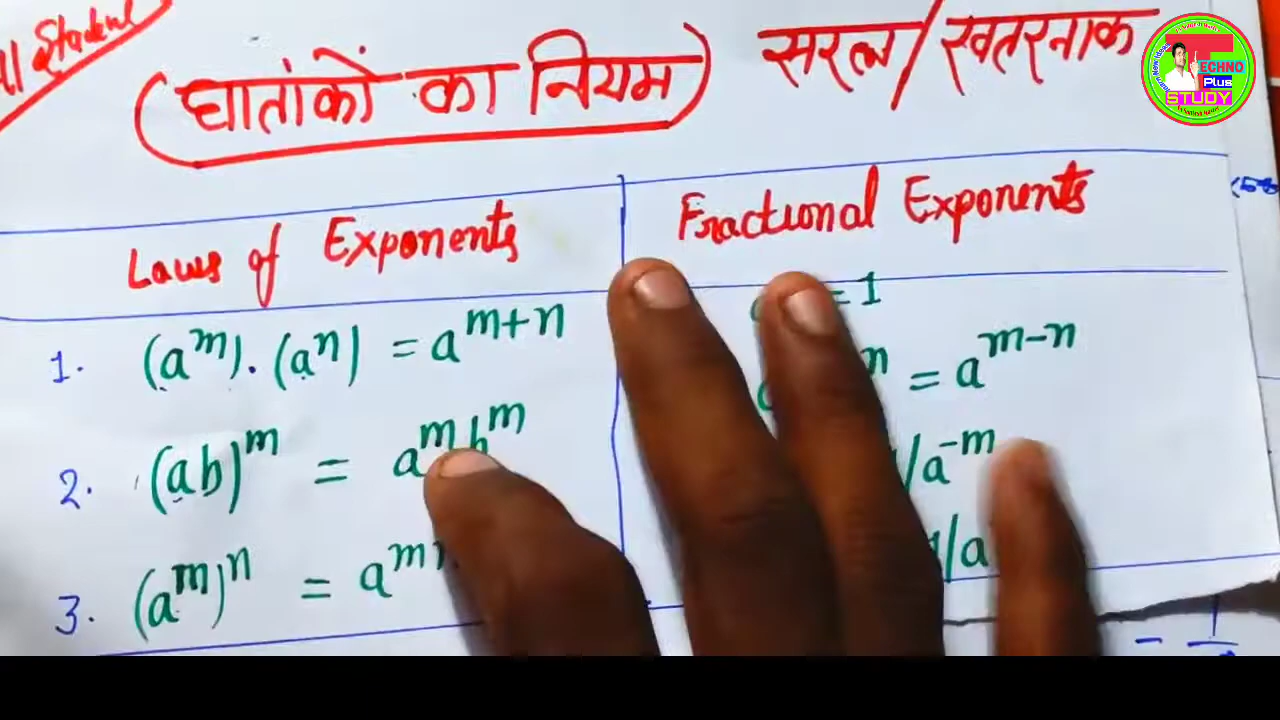 Student
(घातांकों का नियम) सरल/खतरनाक
TECHNO
Plus
STUDY
Laws of Exponents
Fractional Exponents
1. (a^m).(a^n) = a^m+n
= 1
2. (ab)^m = a^m b^m
n = a^m-n
/a^-m
3. (a^m)^n = a^m
/a